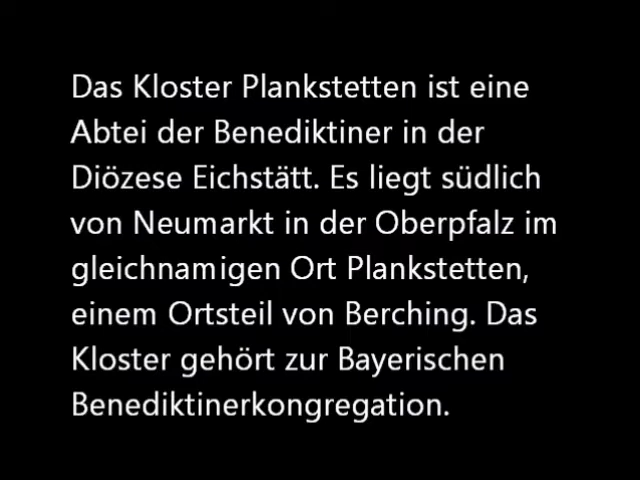 Das Kloster Plankstetten ist eine
Abtei der Benediktiner in der
Diözese Eichstätt. Es liegt südlich
von Neumarkt in der Oberpfalz im
gleichnamigen Ort Plankstetten,
einem Ortsteil von Berching. Das
Kloster gehört zur Bayerischen
Benediktinerkongregation.